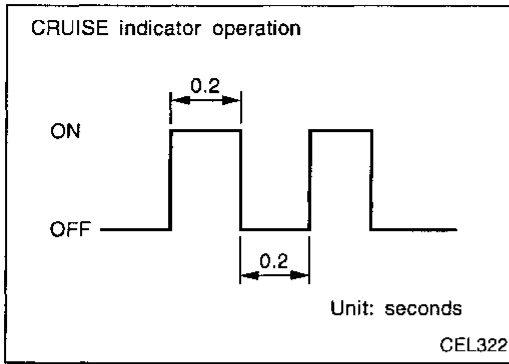 CRUISE indicator operation
0.2
ON
OFF
0.2
Unit: seconds
CEL322